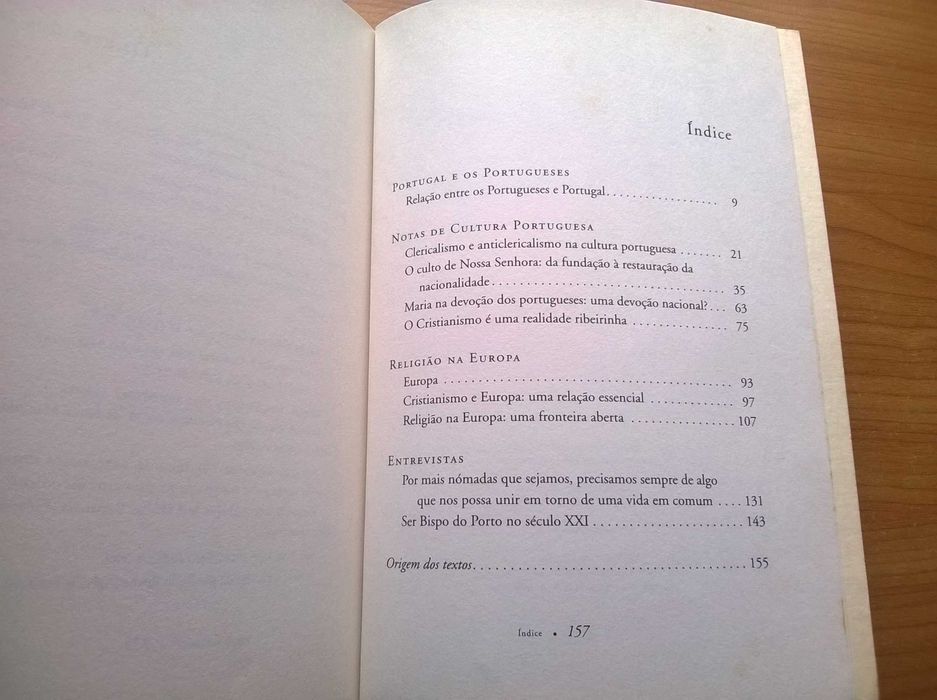 Índice
Portugal e os Portugueses
Relação entre os Portugueses e Portugal. . . . . . . . . . . . . . . . . 9
Notas de Cultura Portuguesa
Clericalismo e anticlericalismo na cultura portuguesa . . . . . . . 21
O culto de Nossa Senhora: da fundação à restauração da
nacionalidade. . . . . . . . . . . . . . . . . . . . . . . . . . . . . . . . . . . 35
Maria na devoção dos portugueses: uma devoção nacional?. . . 63
O Cristianismo é uma realidade ribeirinha . . . . . . . . . . . . . . 75
Religião na Europa
Europa . . . . . . . . . . . . . . . . . . . . . . . . . . . . . . . . . . . . . . . . 93
Cristianismo e Europa: uma relação essencial . . . . . . . . . . . . 97
Religião na Europa: uma fronteira aberta . . . . . . . . . . . . . . . 107
Entrevistas
Por mais nómadas que sejamos, precisamos sempre de algo
que nos possa unir em torno de uma vida em comum . . . . 131
Ser Bispo do Porto no século XXI . . . . . . . . . . . . . . . . . . . . . . 143
Origem dos textos. . . . . . . . . . . . . . . . . . . . . . . . . . . . . . . . . . . . . 155
Índice • 157